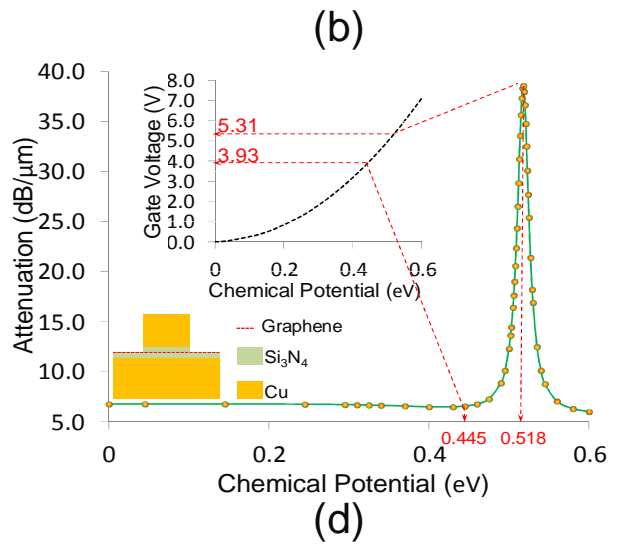 (b)
40.0
35.0
30.0
25.0
20.0
15.0
10.0
5.0
Attenuation (dB/μm)
8.0
7.0
6.0
5.0
4.0
3.0
2.0
1.0
0.0
Gate Voltage (V)
5.31
3.93
0 0.2 0.4 0.6
Chemical Potential (eV)
Graphene
Si₃N₄
Cu
0.445 0.518
0 0.2 0.4 0.6
Chemical Potential (eV)
(d)